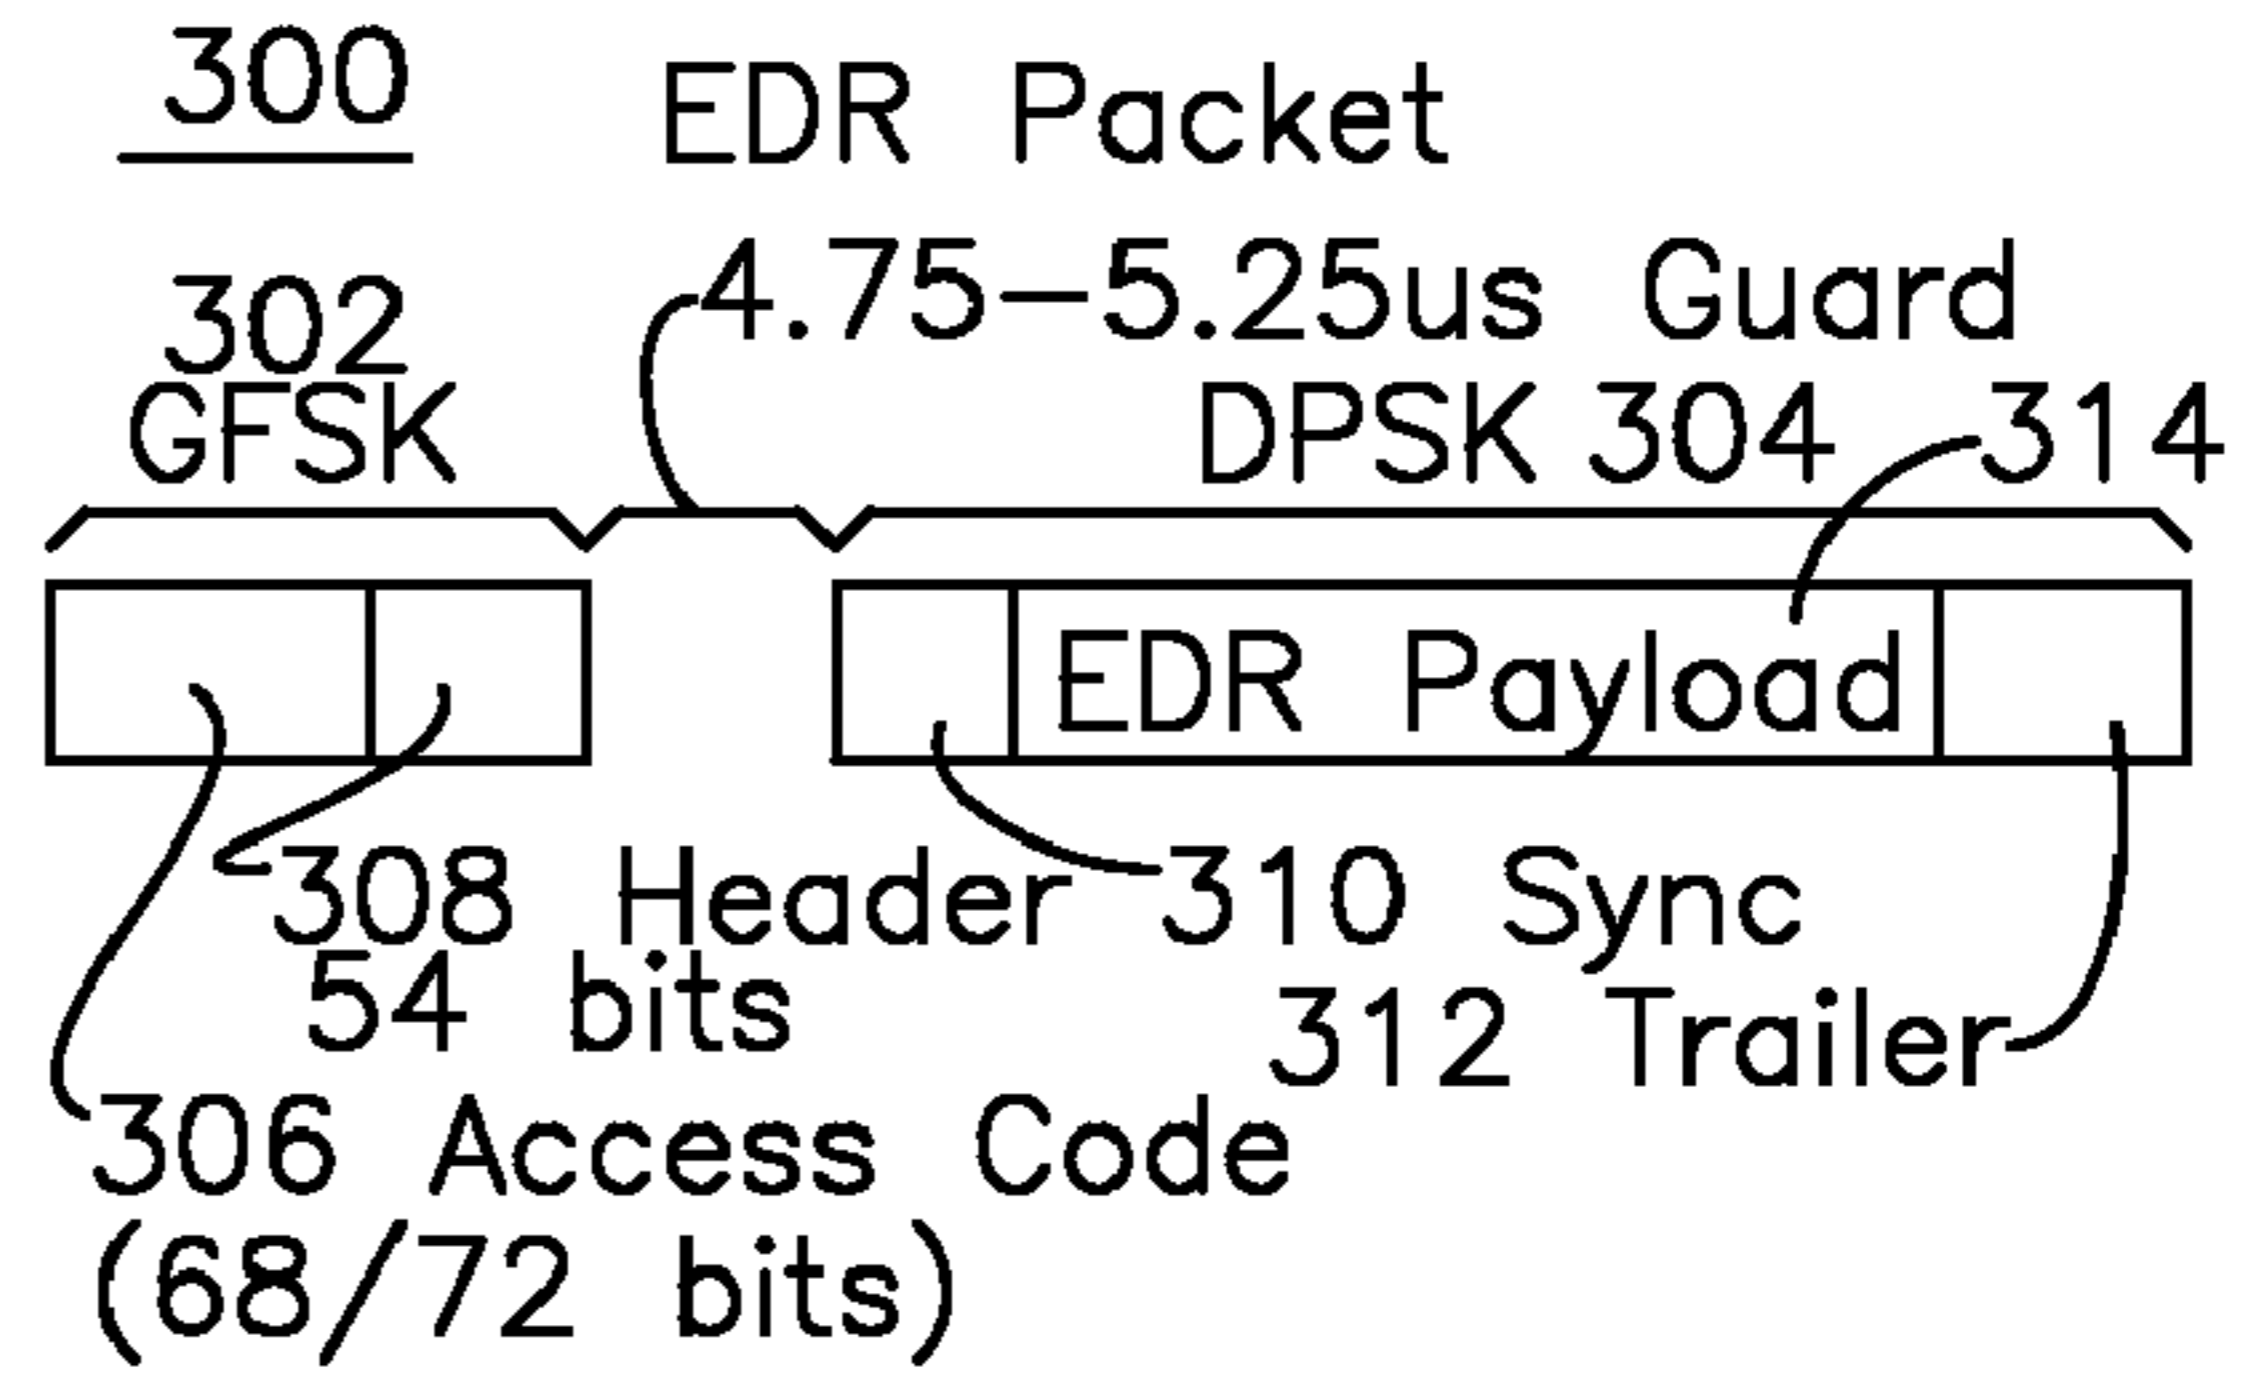 300 EDR Packet
302 4.75-5.25us Guard
GFSK DPSK 304 314
EDR Payload
308 Header 310 Sync
54 bits 312 Trailer
306 Access Code
(68/72 bits)